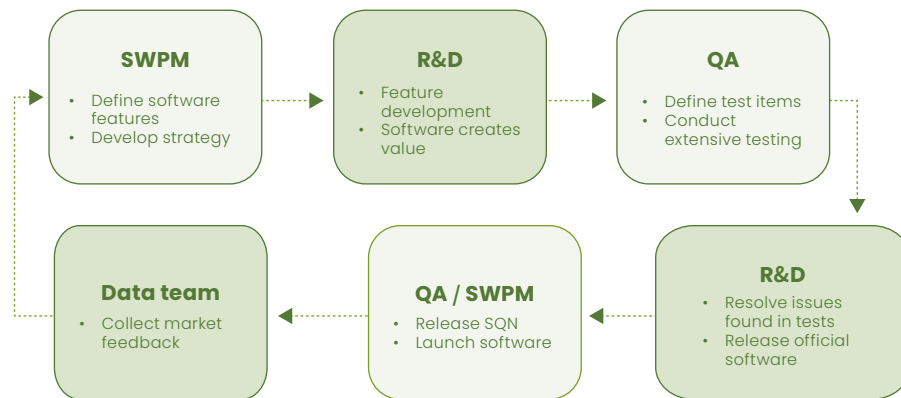 SWPM
• Define software
features
• Develop strategy
R&D
• Feature
development
• Software creates
value
QA
• Define test items
• Conduct
extensive testing
Data team
• Collect market
feedback
QA / SWPM
• Release SQN
• Launch software
R&D
• Resolve issues
found in tests
• Release official
software